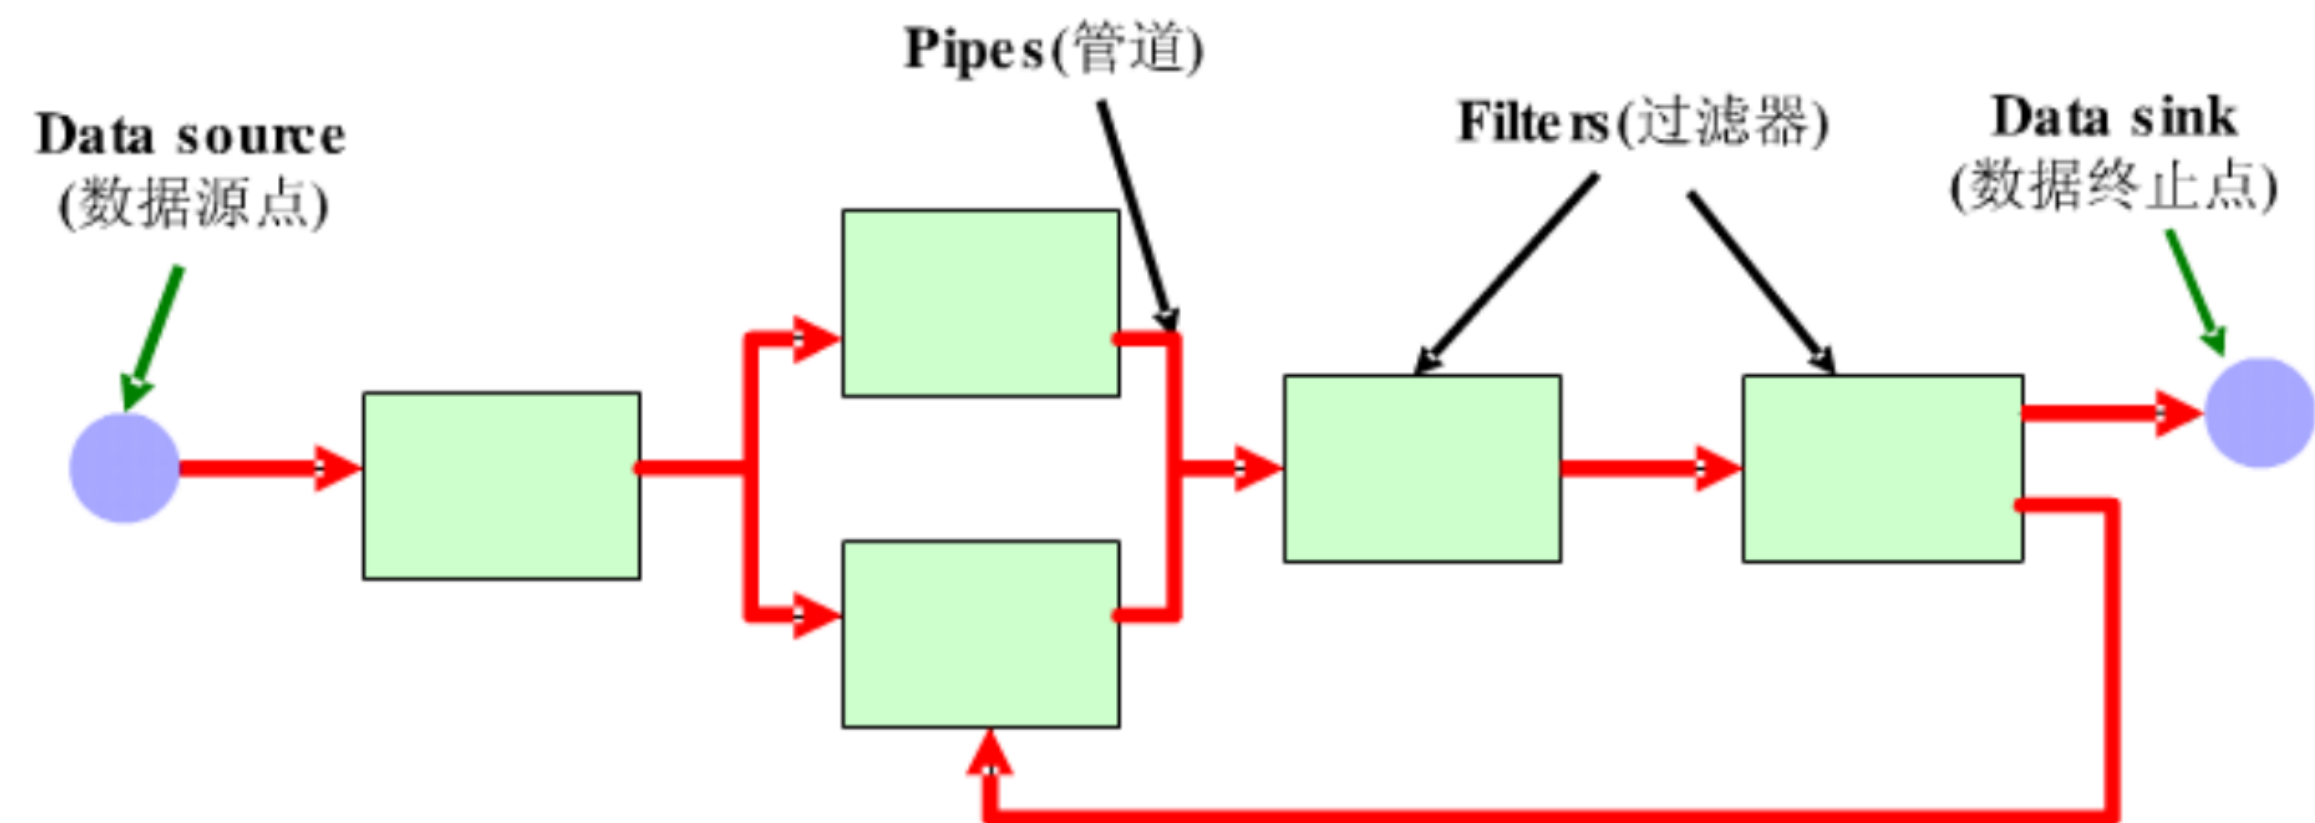 Pipes(管道)
Data source
(数据源点)
Filters(过滤器)
Data sink
(数据终止点)